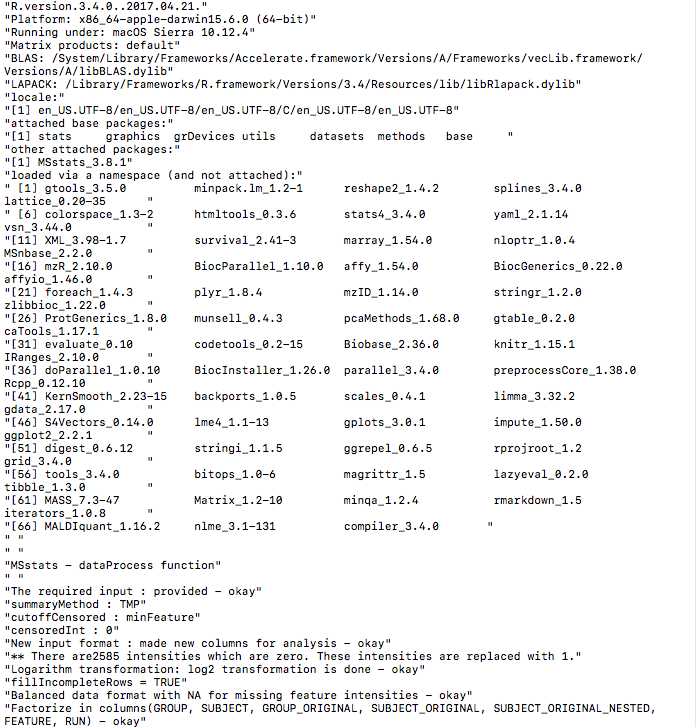 "R.version.3.4.0..2017.04.21."
"Platform: x86_64-apple-darwin15.6.0 (64-bit)"
"Running under: macOS Sierra 10.12.4"
"Matrix products: default"
"BLAS: /System/Library/Frameworks/Accelerate.framework/Versions/A/Frameworks/vecLib.framework/
Versions/A/libBLAS.dylib"
"LAPACK: /Library/Frameworks/R.framework/Versions/3.4/Resources/lib/libRlapack.dylib"
"locale:"
"[1] en_US.UTF-8/en_US.UTF-8/en_US.UTF-8/C/en_US.UTF-8/en_US.UTF-8"
"attached base packages:"
"[1] stats     graphics  grDevices utils     datasets  methods   base     "
"other attached packages:"
"[1] MSstats_3.8.1"
"loaded via a namespace (and not attached):"
" [1] gtools_3.5.0          minpack.lm_1.2-1      reshape2_1.4.2        splines_3.4.0
lattice_0.20-35      "
" [6] colorspace_1.3-2      htmltools_0.3.6       stats4_3.4.0          yaml_2.1.14
vsn_3.44.0           "
"[11] XML_3.98-1.7          survival_2.41-3       marray_1.54.0         nloptr_1.0.4
MSnbase_2.2.0        "
"[16] mzR_2.10.0            BiocParallel_1.10.0   affy_1.54.0           BiocGenerics_0.22.0
affyio_1.46.0        "
"[21] foreach_1.4.3         plyr_1.8.4            mzID_1.14.0           stringr_1.2.0
zlibbioc_1.22.0      "
"[26] ProtGenerics_1.8.0    munsell_0.4.3         pcaMethods_1.68.0     gtable_0.2.0
caTools_1.17.1       "
"[31] evaluate_0.10         codetools_0.2-15      Biobase_2.36.0        knitr_1.15.1
IRanges_2.10.0       "
"[36] doParallel_1.0.10     BiocInstaller_1.26.0  parallel_3.4.0        preprocessCore_1.38.0
Rcpp_0.12.10         "
"[41] KernSmooth_2.23-15    backports_1.0.5       scales_0.4.1          limma_3.32.2
gdata_2.17.0         "
"[46] S4Vectors_0.14.0      lme4_1.1-13           gplots_3.0.1          impute_1.50.0
ggplot2_2.2.1        "
"[51] digest_0.6.12         stringi_1.1.5         ggrepel_0.6.5         rprojroot_1.2
grid_3.4.0           "
"[56] tools_3.4.0           bitops_1.0-6          magrittr_1.5          lazyeval_0.2.0
tibble_1.3.0         "
"[61] MASS_7.3-47           Matrix_1.2-10         minqa_1.2.4           rmarkdown_1.5
iterators_1.0.8      "
"[66] MALDIquant_1.16.2     nlme_3.1-131          compiler_3.4.0       "
" "
" "
"MSstats - dataProcess function"
" "
"The required input : provided - okay"
"summaryMethod : TMP"
"cutoffCensored : minFeature"
"censoredInt : 0"
"New input format : made new columns for analysis - okay"
"** There are2585 intensities which are zero. These intensities are replaced with 1."
"Logarithm transformation: log2 transformation is done - okay"
"fillIncompleteRows = TRUE"
"Balanced data format with NA for missing feature intensities - okay"
"Factorize in columns(GROUP, SUBJECT, GROUP_ORIGINAL, SUBJECT_ORIGINAL, SUBJECT_ORIGINAL_NESTED,
FEATURE, RUN) - okay"